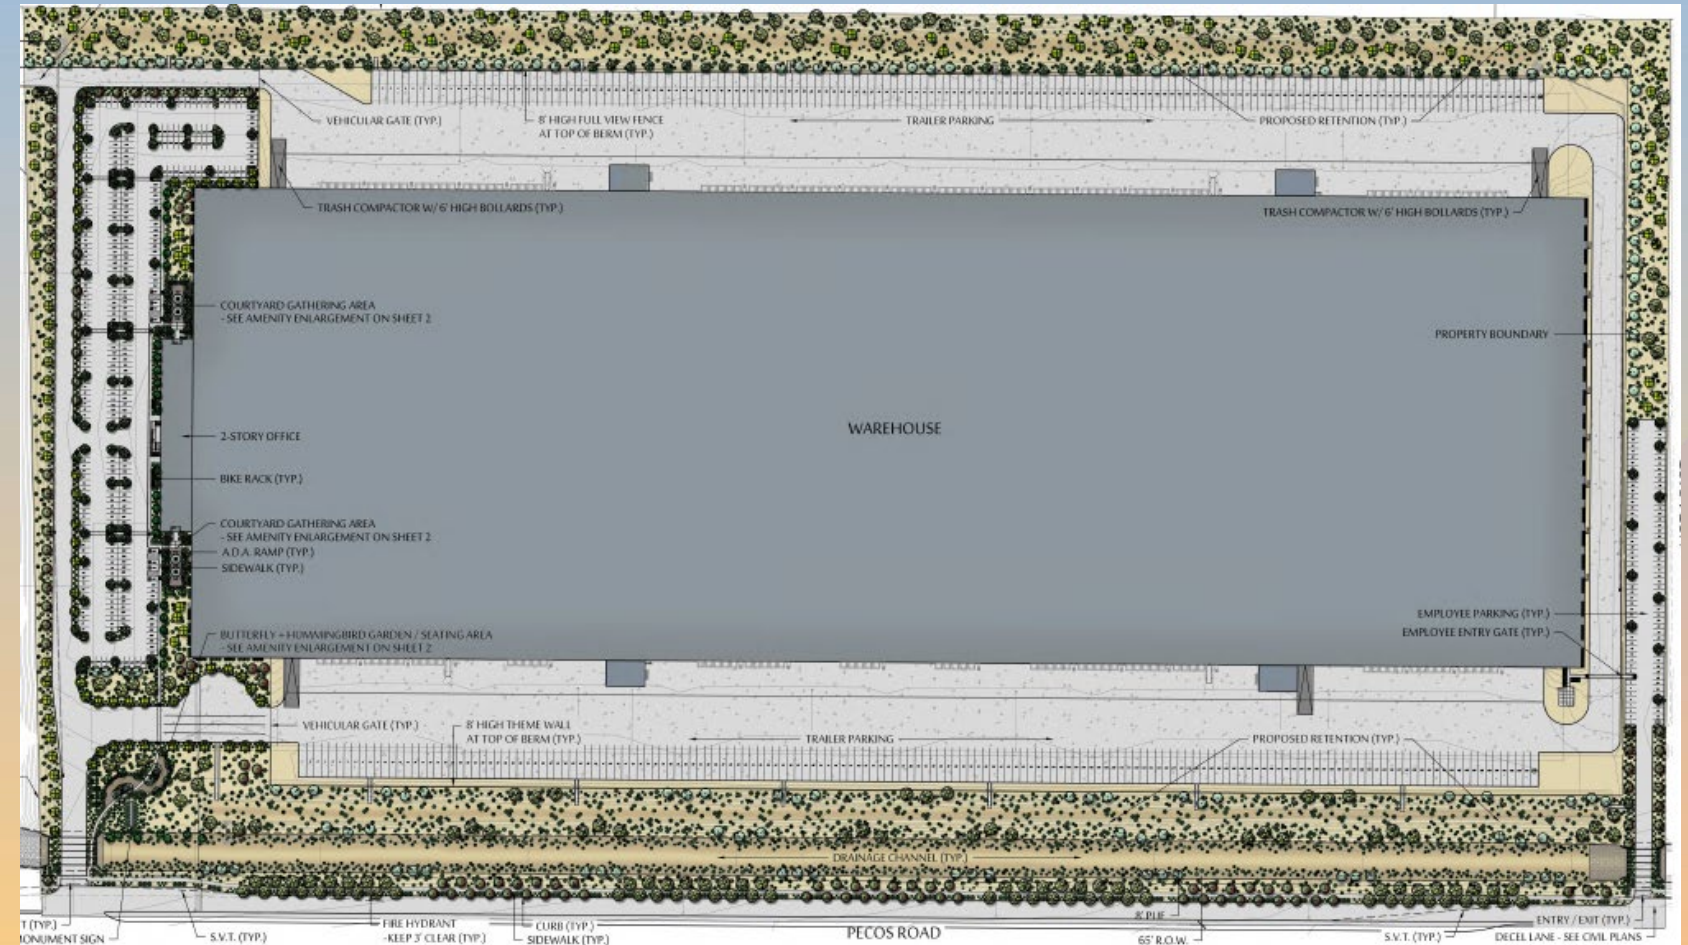 VEHICULAR GATE (TYP.)
8' HIGH FULL VIEW FENCE
AT TOP OF BERM (TYP.)
TRAILER PARKING
PROPOSED RETENTION (TYP.)
TRASH COMPACTOR W/ 6' HIGH BOLLARDS (TYP.)
TRASH COMPACTOR W/ 6' HIGH BOLLARDS (TYP.)
COURTYARD GATHERING AREA
- SEE AMENITY ENLARGEMENT ON SHEET 2
PROPERTY BOUNDARY
WAREHOUSE
2-STORY OFFICE
BIKE RACK (TYP.)
COURTYARD GATHERING AREA
- SEE AMENITY ENLARGEMENT ON SHEET 2
A.D.A. RAMP (TYP.)
SIDEWALK (TYP.)
EMPLOYEE PARKING (TYP.)
EMPLOYEE ENTRY GATE (TYP.)
BUTTERFLY + HUMMINGBIRD GARDEN / SEATING AREA
- SEE AMENITY ENLARGEMENT ON SHEET 2
VEHICULAR GATE (TYP.)
8' HIGH THEME WALL
AT TOP OF BERM (TYP.)
TRAILER PARKING
PROPOSED RETENTION (TYP.)
DRAINAGE CHANNEL (TYP.)
T (TYP.)
MONUMENT SIGN
S.V.T. (TYP.)
FIRE HYDRANT
-KEEP 3' CLEAR (TYP.)
CURB (TYP.)
SIDEWALK (TYP.)
PECOS ROAD
8' PUE
65' R.O.W.
S.V.T. (TYP.)
ENTRY / EXIT (TYP.)
DECEL LANE - SEE CIVIL PLANS